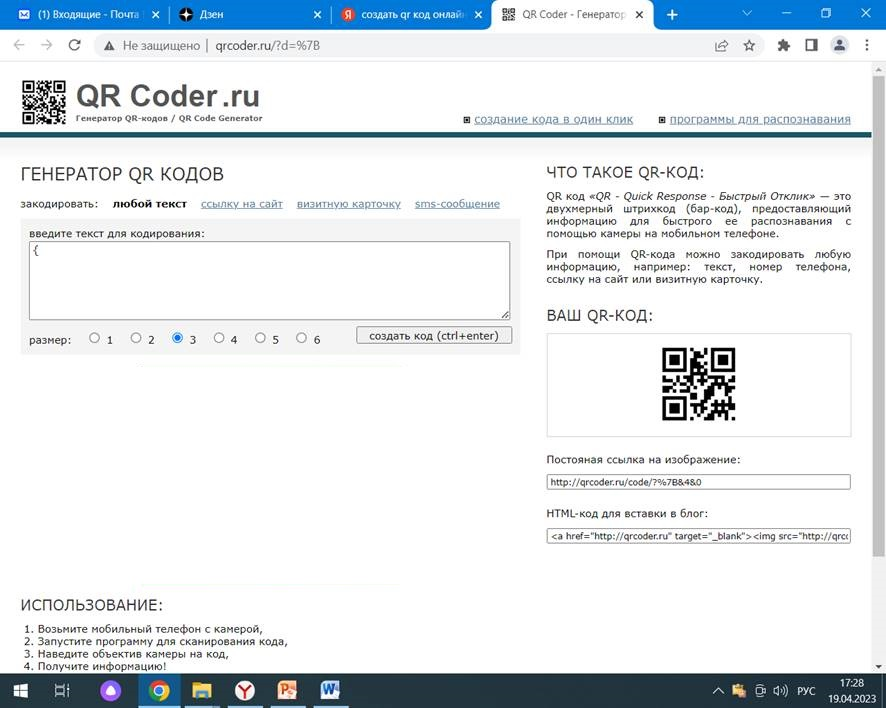 (1) Входящие - Почта
Дзен
создать qr код онлайн
QR Coder - Генератор
Не защищено | qrcoder.ru/?d=%7B
QR Coder.ru
Генератор QR-кодов / QR Code Generator
создание кода в один клик
программы для распознавания
ГЕНЕРАТОР QR КОДОВ
закодировать: любой текст ссылку на сайт визитную карточку sms-сообщение
введите текст для кодирования:
{
размер: 1 2 3 4 5 6 создать код (ctrl+enter)
ЧТО ТАКОЕ QR-КОД:
QR код «QR - Quick Response - Быстрый Отклик» — это
двухмерный штрихкод (бар-код), предоставляющий
информацию для быстрого ее распознавания с
помощью камеры на мобильном телефоне.
При помощи QR-кода можно закодировать любую
информацию, например: текст, номер телефона,
ссылку на сайт или визитную карточку.
ВАШ QR-КОД:
Постояная ссылка на изображение:
http://qrcoder.ru/code/?%7B&4&0
HTML-код для вставки в блог:
<a href="http://qrcoder.ru" target="_blank"><img src="http://qrco
ИСПОЛЬЗОВАНИЕ:
1. Возьмите мобильный телефон с камерой,
2. Запустите программу для сканирования кода,
3. Наведите объектив камеры на код,
4. Получите информацию!
РУС
17:28
19.04.2023